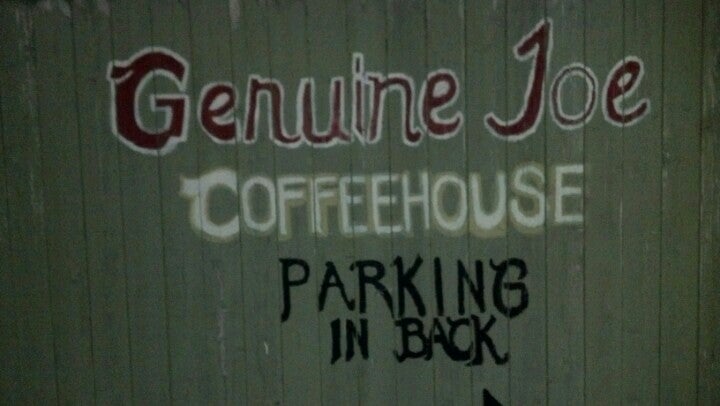 Genuine Joe
COFFEEHOUSE
PARKING
IN BACK